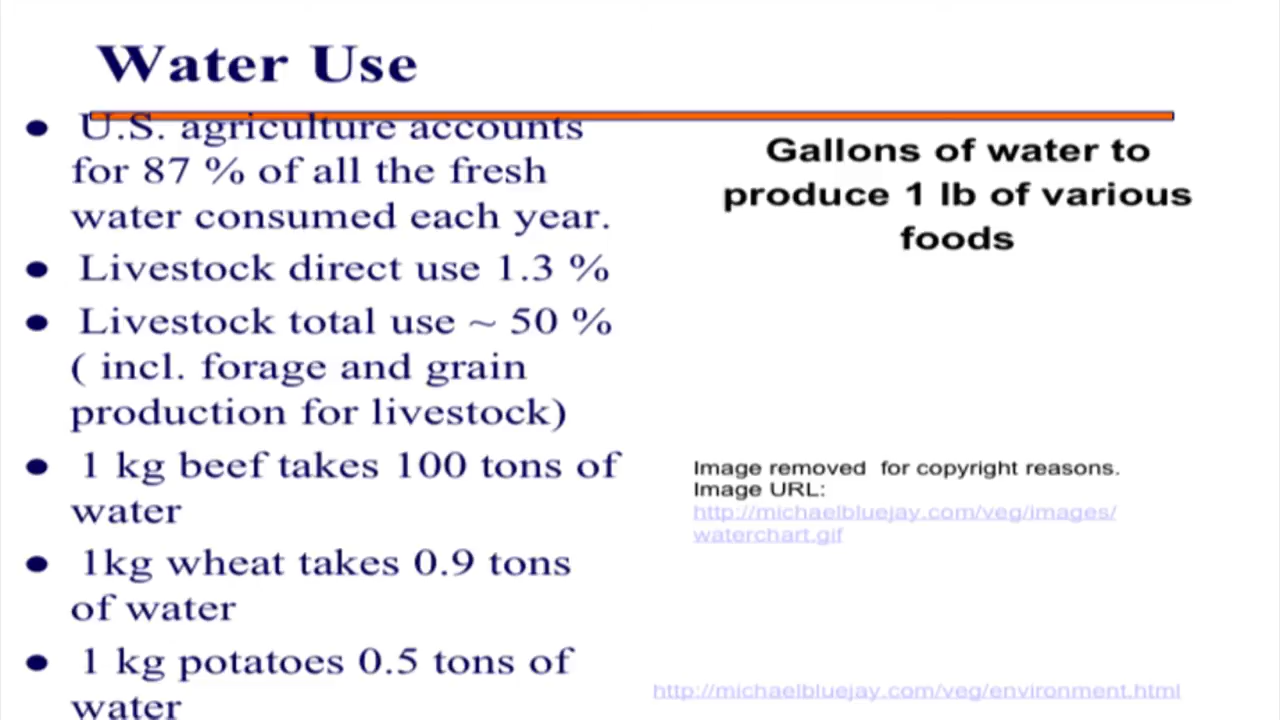 Water Use
● U.S. agriculture accounts
for 87 % of all the fresh
water consumed each year.
● Livestock direct use 1.3 %
● Livestock total use ~ 50 %
( incl. forage and grain
production for livestock)
● 1 kg beef takes 100 tons of
water
● 1kg wheat takes 0.9 tons
of water
● 1 kg potatoes 0.5 tons of
water
Gallons of water to
produce 1 lb of various
foods
Image removed for copyright reasons.
Image URL:
http://michaelbluejay.com/veg/images/
waterchart.gif
http://michaelbluejay.com/veg/environment.html